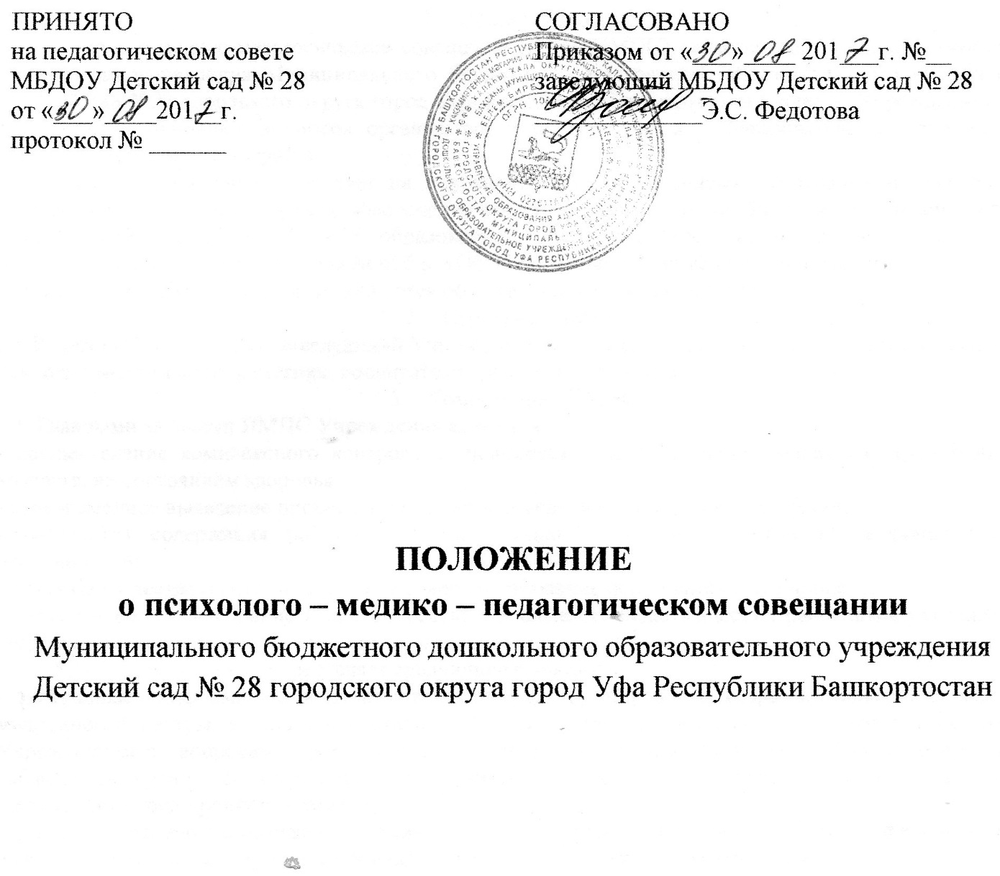 ПРИНЯТО
на педагогическом совете
МБДОУ Детский сад № 28
от «30» 08 2017 г.
протокол № ______
СОГЛАСОВАНО
Приказом от «30» 08 2017 г. №__
заведующий МБДОУ Детский сад № 28
Э.С. Федотова
ПОЛОЖЕНИЕ
о психолого – медико – педагогическом совещании
Муниципального бюджетного дошкольного образовательного учреждения
Детский сад № 28 городского округа город Уфа Республики Башкортостан